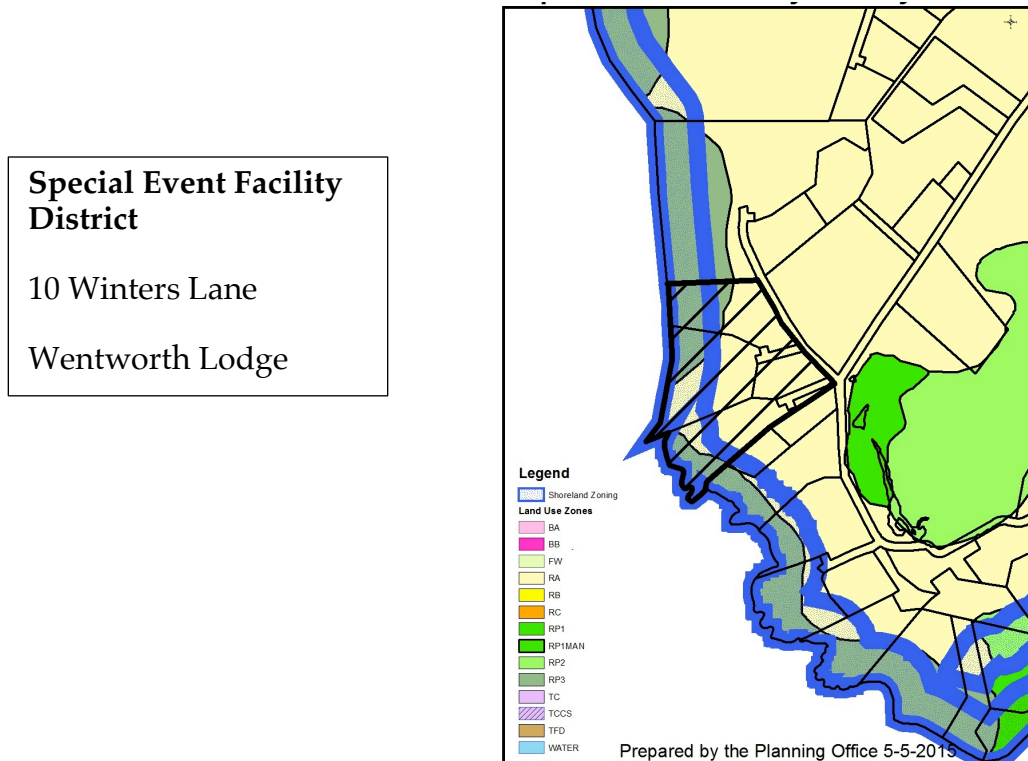 Special Event Facility
District
10 Winters Lane
Wentworth Lodge
Legend
Shoreland Zoning
Land Use Zones
BA
BB
FW
RA
RB
RC
RP1
RP1MAN
RP2
RP3
TC
TCCS
TFD
WATER
Prepared by the Planning Office 5-5-2015